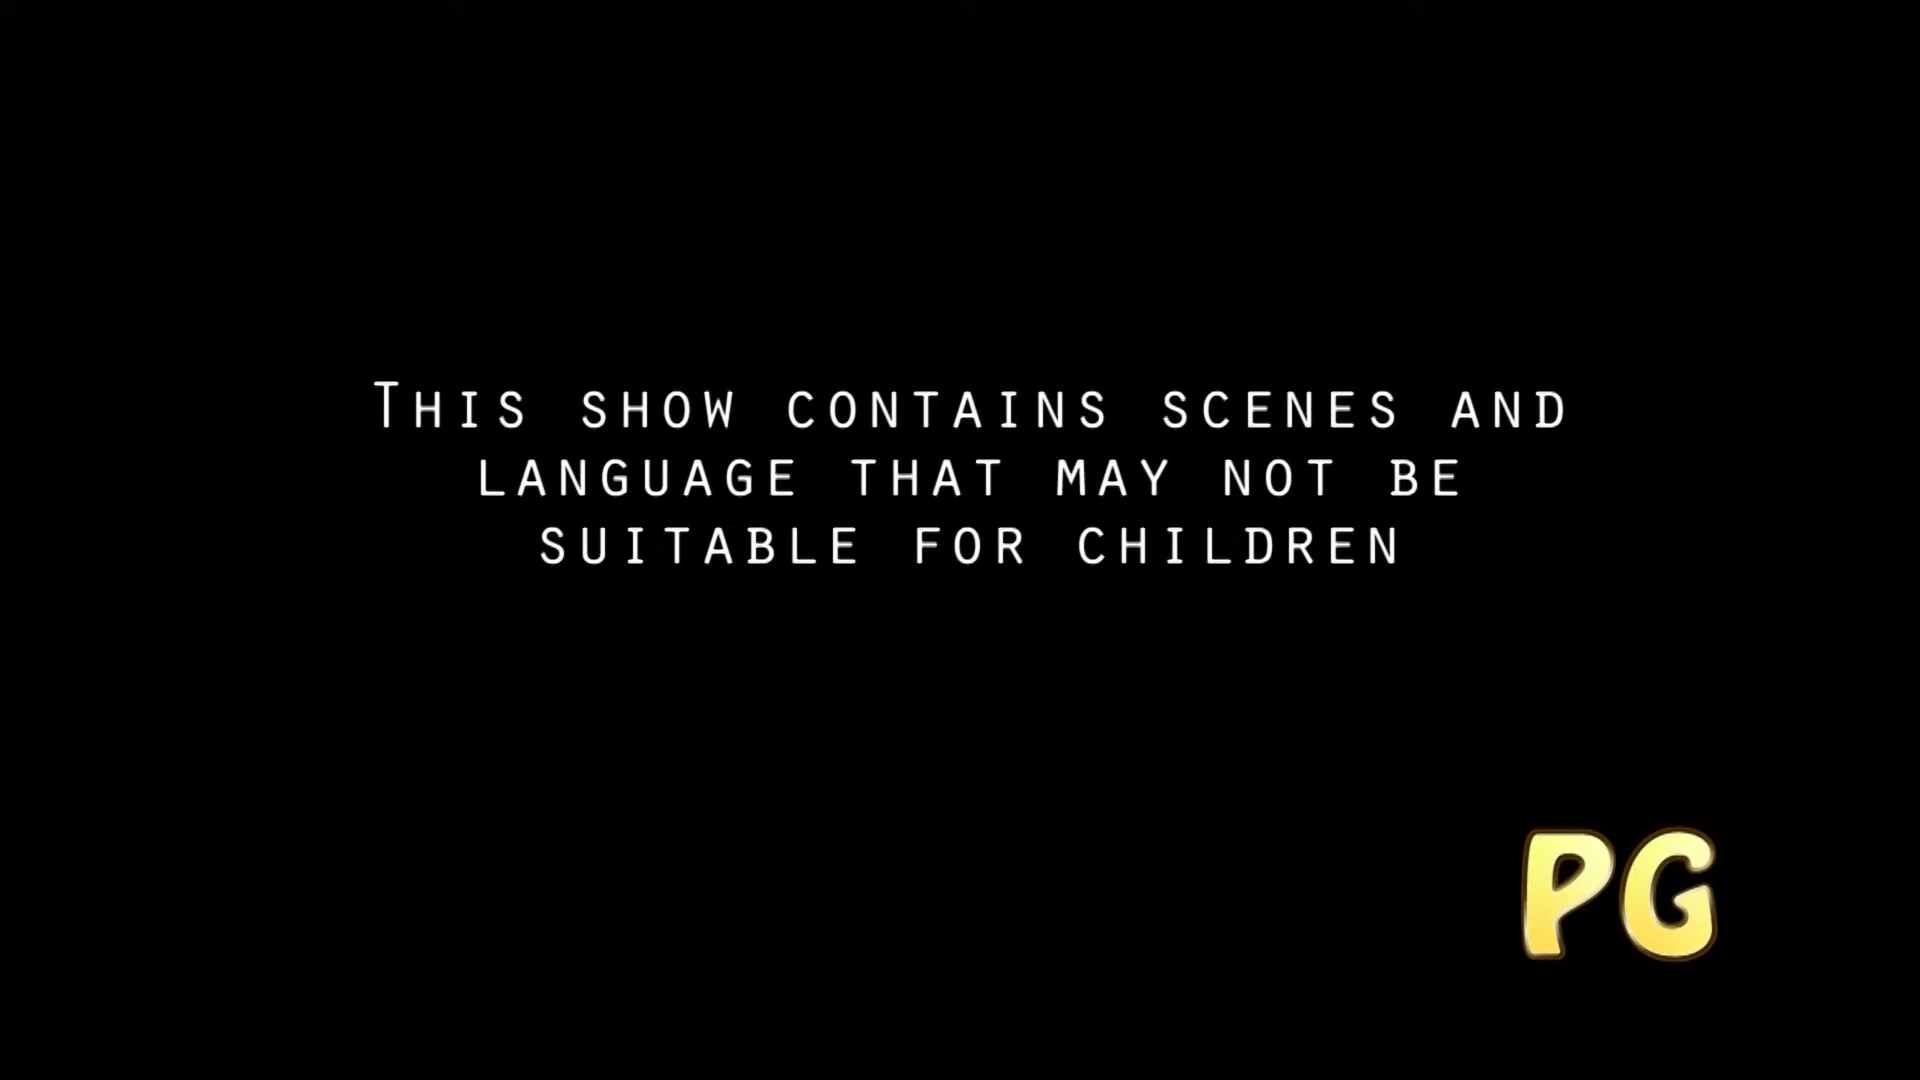 This show contains scenes and
language that may not be
suitable for children
PG